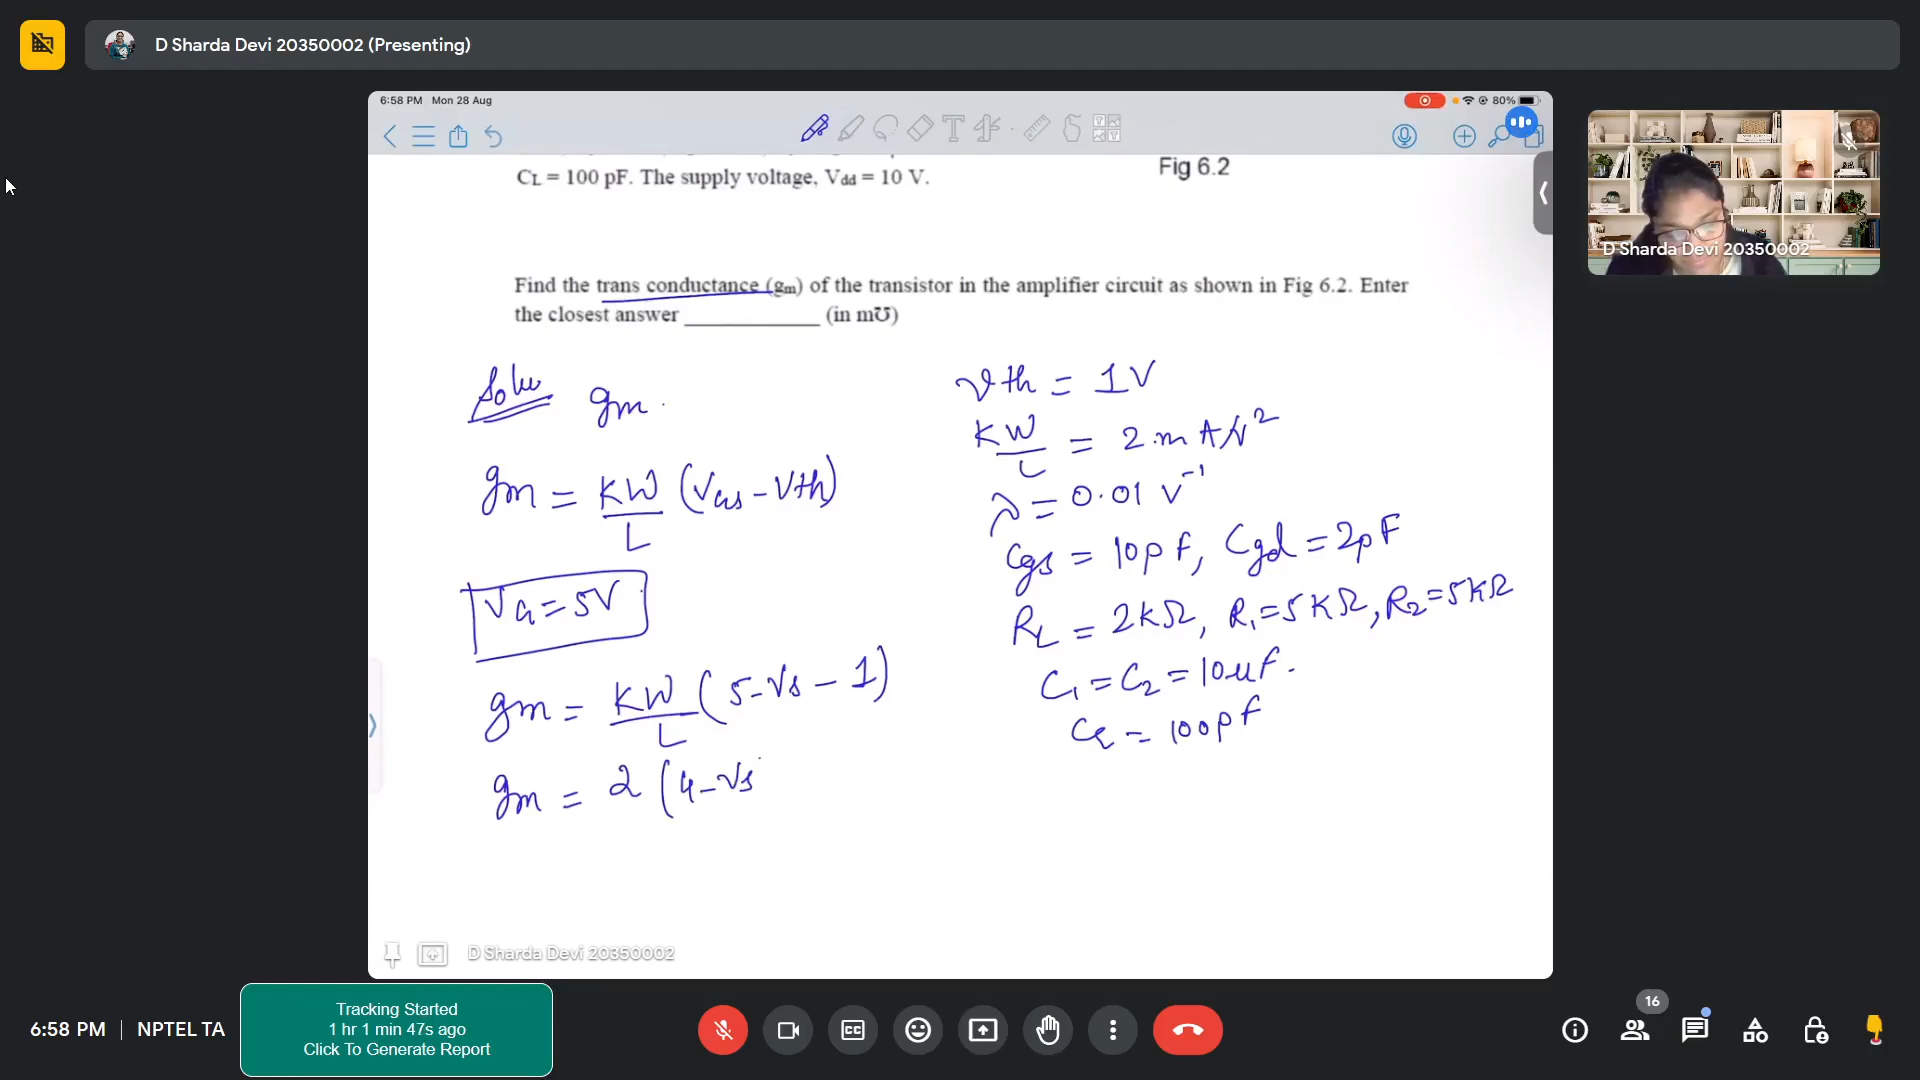 D Sharda Devi 20350002 (Presenting)
6:58 PM Mon 28 Aug
80%
CL = 100 pF. The supply voltage, Vdd = 10 V.
Fig 6.2
D Sharda Devi 20350002
Find the trans conductance (gm) of the transistor in the amplifier circuit as shown in Fig 6.2. Enter
the closest answer ____________ (in m℧)
Solu gm.
gm = KW/L (VGS - Vth)
VG = 5V
gm = KW/L (5 - Vs - 1)
gm = 2 (4 - Vs
Vth = 1V
KW/L = 2 mA/V²
λ = 0.01 V⁻¹
Cgs = 10pF, Cgd = 2pF
RL = 2KΩ, R1 = 5KΩ, R2 = 5KΩ
C1 = C2 = 10uF.
CL = 100pF
D Sharda Devi 20350002
6:58 PM | NPTEL TA
Tracking Started
1 hr 1 min 47s ago
Click To Generate Report
CC
16